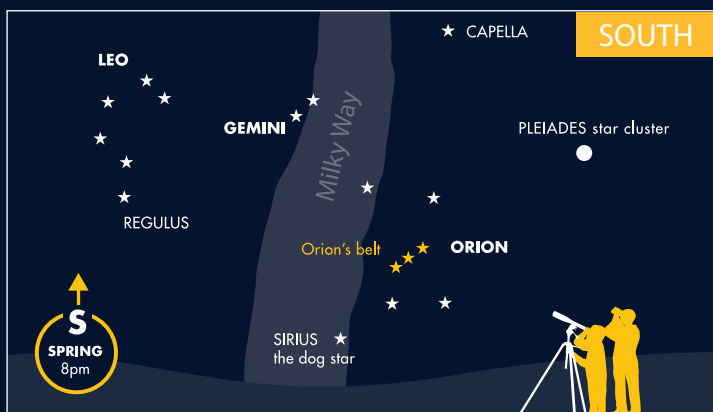 SOUTH
CAPELLA
LEO
GEMINI
Milky Way
PLEIADES star cluster
REGULUS
Orion's belt
ORION
SIRIUS
the dog star
S
SPRING
8pm